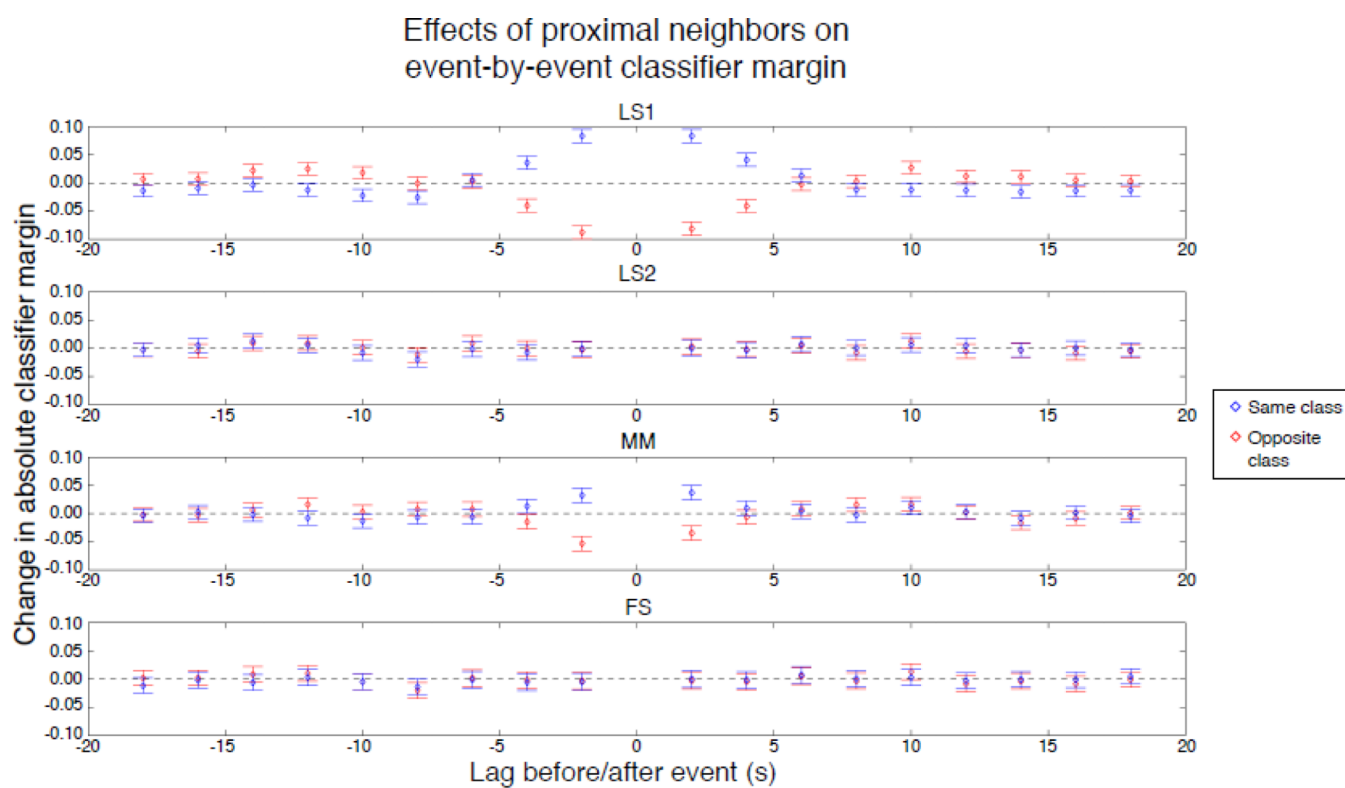 Effects of proximal neighbors on
event-by-event classifier margin
Change in absolute classifier margin
LS1
0.10
0.05
0.00
-0.05
-0.10
-20 -15 -10 -5 0 5 10 15 20
LS2
0.10
0.05
0.00
-0.05
-0.10
-20 -15 -10 -5 0 5 10 15 20
MM
0.10
0.05
0.00
-0.05
-0.10
-20 -15 -10 -5 0 5 10 15 20
FS
0.10
0.05
0.00
-0.05
-0.10
-20 -15 -10 -5 0 5 10 15 20
Lag before/after event (s)
Same class
Opposite
class